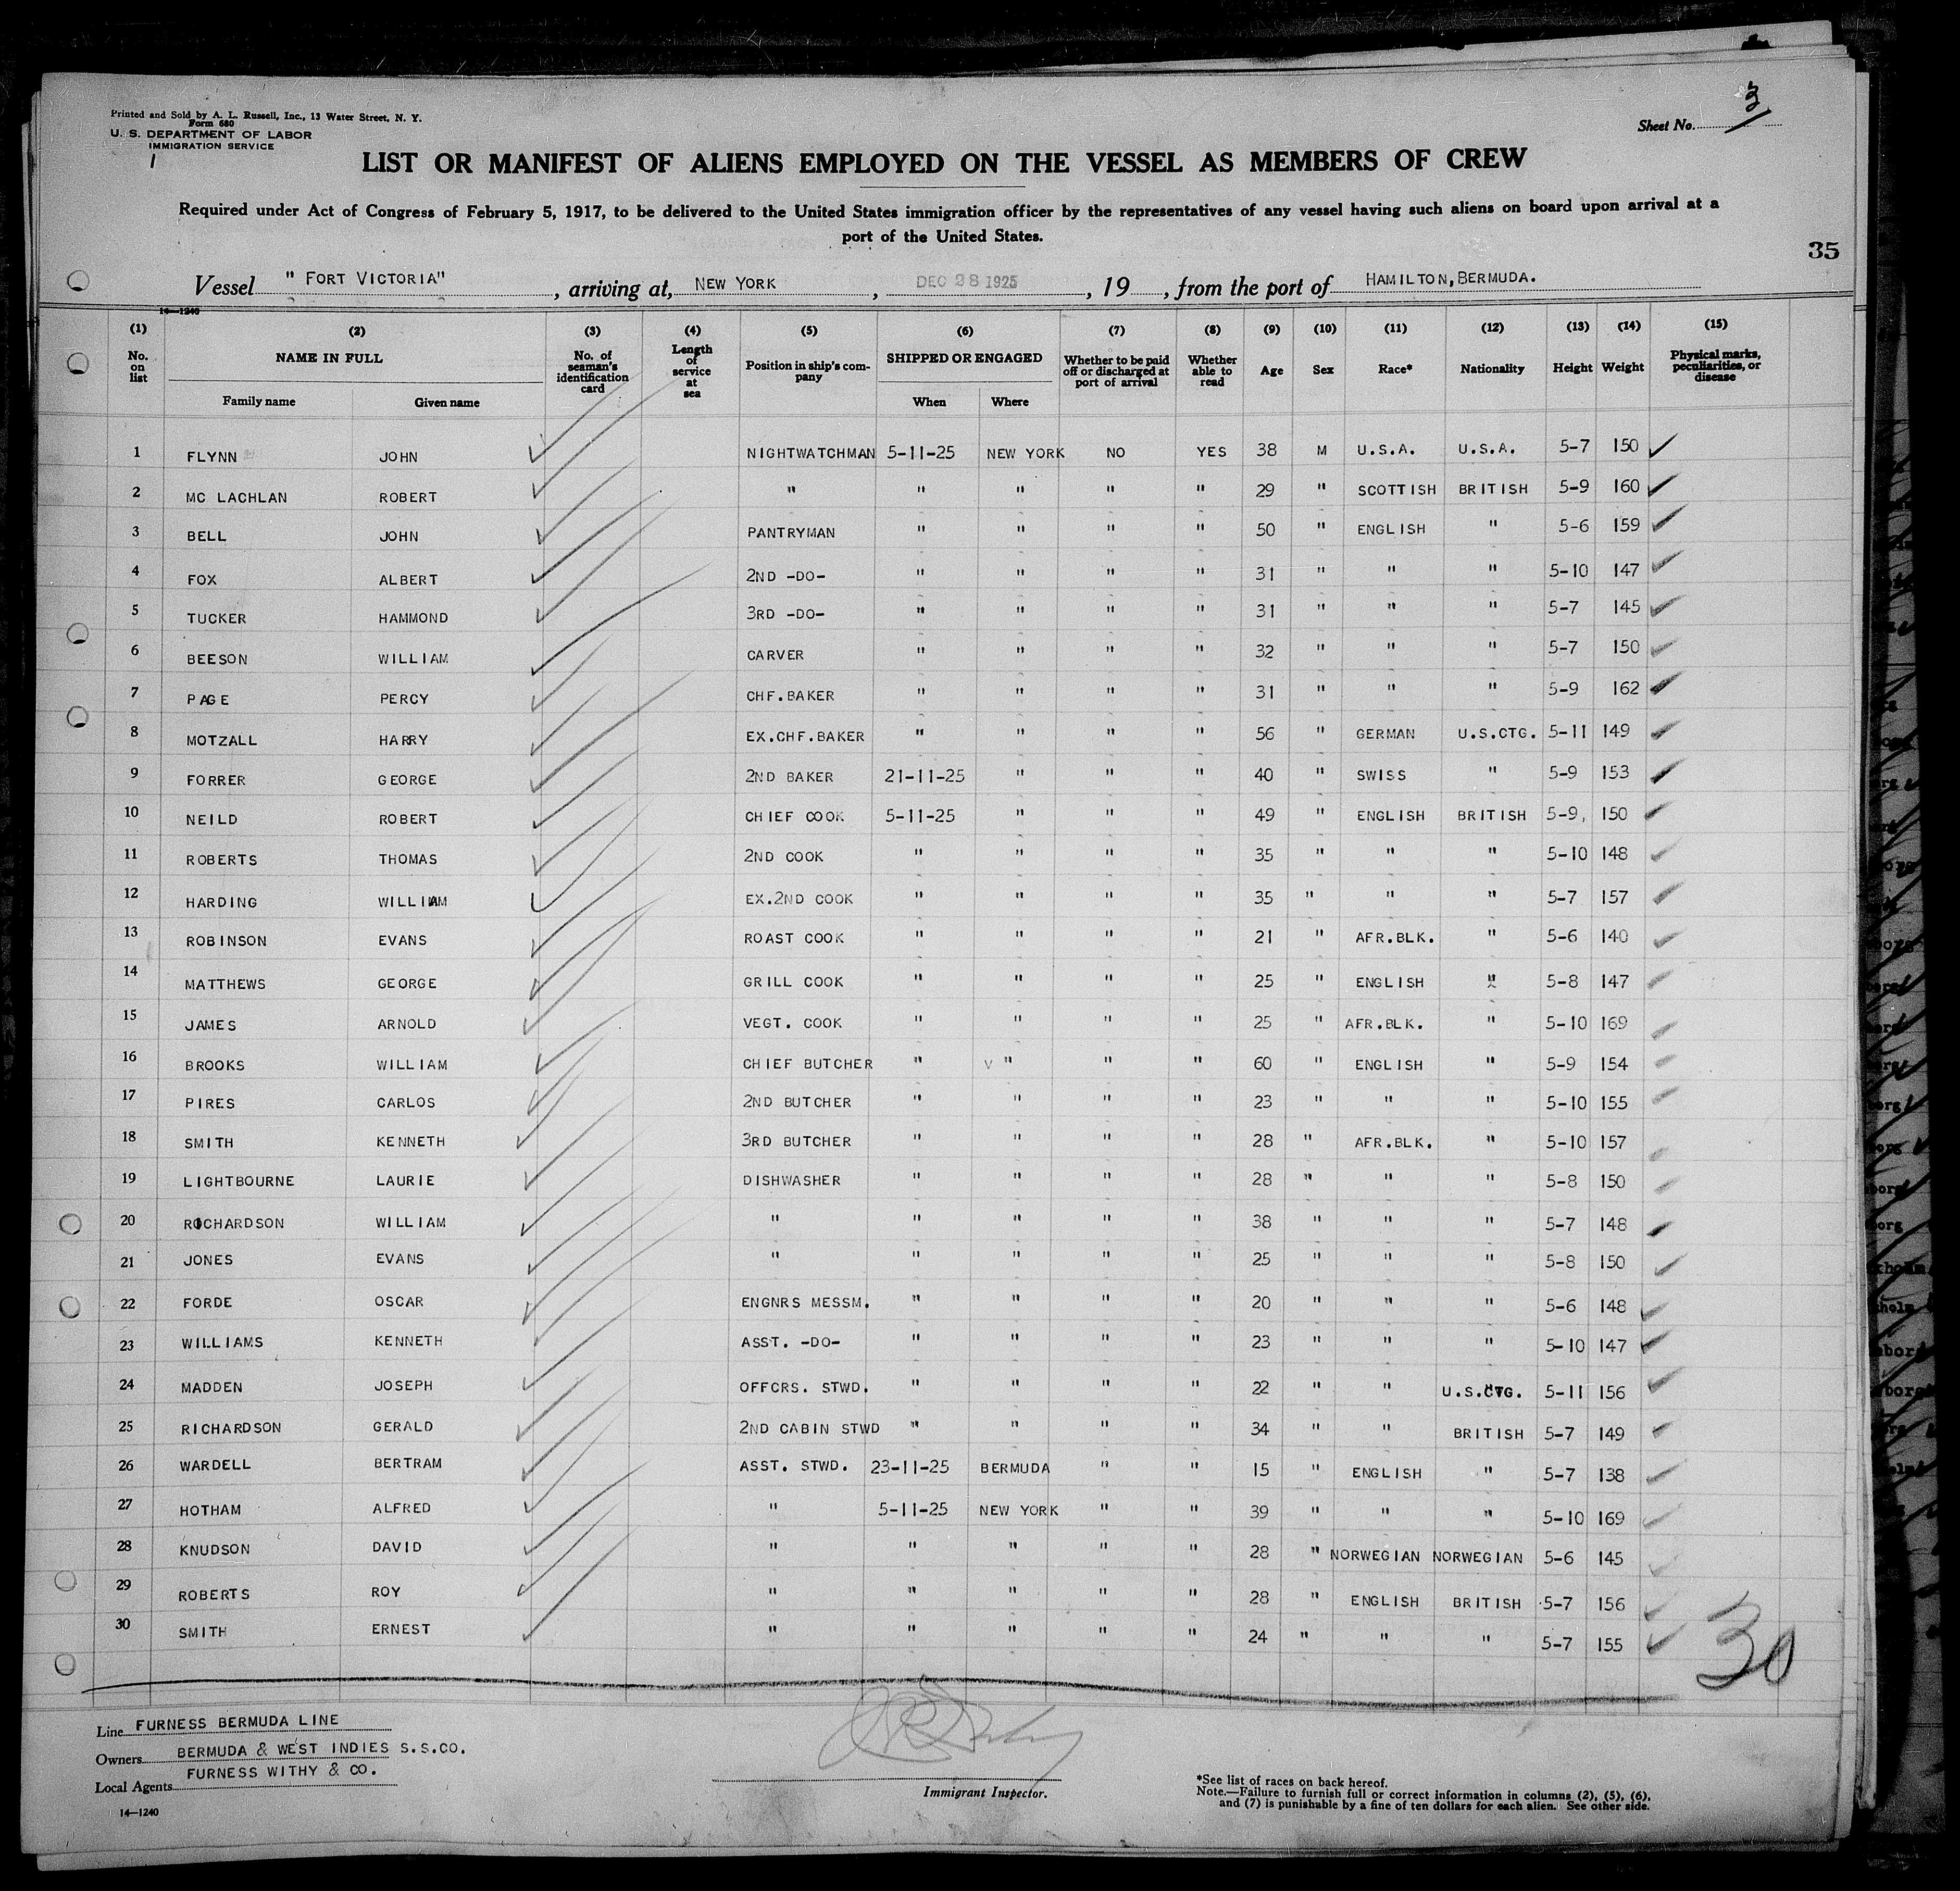 Printed and Sold by A. L. Russell, Inc., 13 Water Street, N. Y.
Form 680
U. S. DEPARTMENT OF LABOR
IMMIGRATION SERVICE
1
Sheet No. 3
LIST OR MANIFEST OF ALIENS EMPLOYED ON THE VESSEL AS MEMBERS OF CREW
Required under Act of Congress of February 5, 1917, to be delivered to the United States immigration officer by the representatives of any vessel having such aliens on board upon arrival at a
port of the United States.
35
Vessel " FORT VICTORIA" , arriving at, NEW YORK , DEC 28 1925 , 19 , from the port of HAMILTON, BERMUDA.
14—1240
(1) (2) (3) (4) (5) (6) (7) (8) (9) (10) (11) (12) (13) (14) (15)
No. on list NAME IN FULL Family name Given name No. of seaman's identification card Length of service at sea Position in ship's company SHIPPED OR ENGAGED When Where Whether to be paid off or discharged at port of arrival Whether able to read Age Sex Race* Nationality Height Weight Physical marks, peculiarities, or disease
1 FLYNN JOHN NIGHTWATCHMAN 5-11-25 NEW YORK NO YES 38 M U.S.A. U.S.A. 5-7 150
2 MC LACHLAN ROBERT " " " " " 29 " SCOTTISH BRITISH 5-9 160
3 BELL JOHN PANTRYMAN " " " " 50 " ENGLISH " 5-6 159
4 FOX ALBERT 2ND -DO- " " " " 31 " " " 5-10 147
5 TUCKER HAMMOND 3RD -DO- " " " " 31 " " " 5-7 145
6 BEESON WILLIAM CARVER " " " " 32 " " " 5-7 150
7 PAGE PERCY CHF.BAKER " " " " 31 " " " 5-9 162
8 MOTZALL HARRY EX.CHF.BAKER " " " " 56 " GERMAN U.S.CTG. 5-11 149
9 FORRER GEORGE 2ND BAKER 21-11-25 " " " 40 " SWISS " 5-9 153
10 NEILD ROBERT CHIEF COOK 5-11-25 " " " 49 " ENGLISH BRITISH 5-9, 150
11 ROBERTS THOMAS 2ND COOK " " " " 35 " " " 5-10 148
12 HARDING WILLIAM EX.2ND COOK " " " " 35 " " " 5-7 157
13 ROBINSON EVANS ROAST COOK " " " " 21 " AFR.BLK. " 5-6 140
14 MATTHEWS GEORGE GRILL COOK " " " " 25 " ENGLISH " 5-8 147
15 JAMES ARNOLD VEGT. COOK " " " " 25 " AFR.BLK. " 5-10 169
16 BROOKS WILLIAM CHIEF BUTCHER " V " " " 60 " ENGLISH " 5-9 154
17 PIRES CARLOS 2ND BUTCHER " " " " 23 " " " 5-10 155
18 SMITH KENNETH 3RD BUTCHER " " " " 28 " AFR.BLK. " 5-10 157
19 LIGHTBOURNE LAURIE DISHWASHER " " " " 28 " " " 5-8 150
20 RICHARDSON WILLIAM " " " " " 38 " " " 5-7 148
21 JONES EVANS " " " " " 25 " " " 5-8 150
22 FORDE OSCAR ENGNRS MESSM. " " " " 20 " " " 5-6 148
23 WILLIAMS KENNETH ASST. -DO- " " " " 23 " " " 5-10 147
24 MADDEN JOSEPH OFFCRS. STWD. " " " " 22 " " U.S.CTG. 5-11 156
25 RICHARDSON GERALD 2ND CABIN STWD " " " " 34 " " BRITISH 5-7 149
26 WARDELL BERTRAM ASST. STWD. 23-11-25 BERMUDA " " 15 " ENGLISH " 5-7 138
27 HOTHAM ALFRED " 5-11-25 NEW YORK " " 39 " " " 5-10 169
28 KNUDSON DAVID " " " " " 28 " NORWEGIAN NORWEGIAN 5-6 145
29 ROBERTS ROY " " " " " 28 " ENGLISH BRITISH 5-7 156
30 SMITH ERNEST " " " " " 24 " " " 5-7 155
30
Line FURNESS BERMUDA LINE
Owners BERMUDA & WEST INDIES S.S.CO.
Local Agents FURNESS WITHY & CO.
14—1240
Immigrant Inspector.
*See list of races on back hereof.
Note.—Failure to furnish full or correct information in columns (2), (5), (6),
and (7) is punishable by a fine of ten dollars for each alien. See other side.